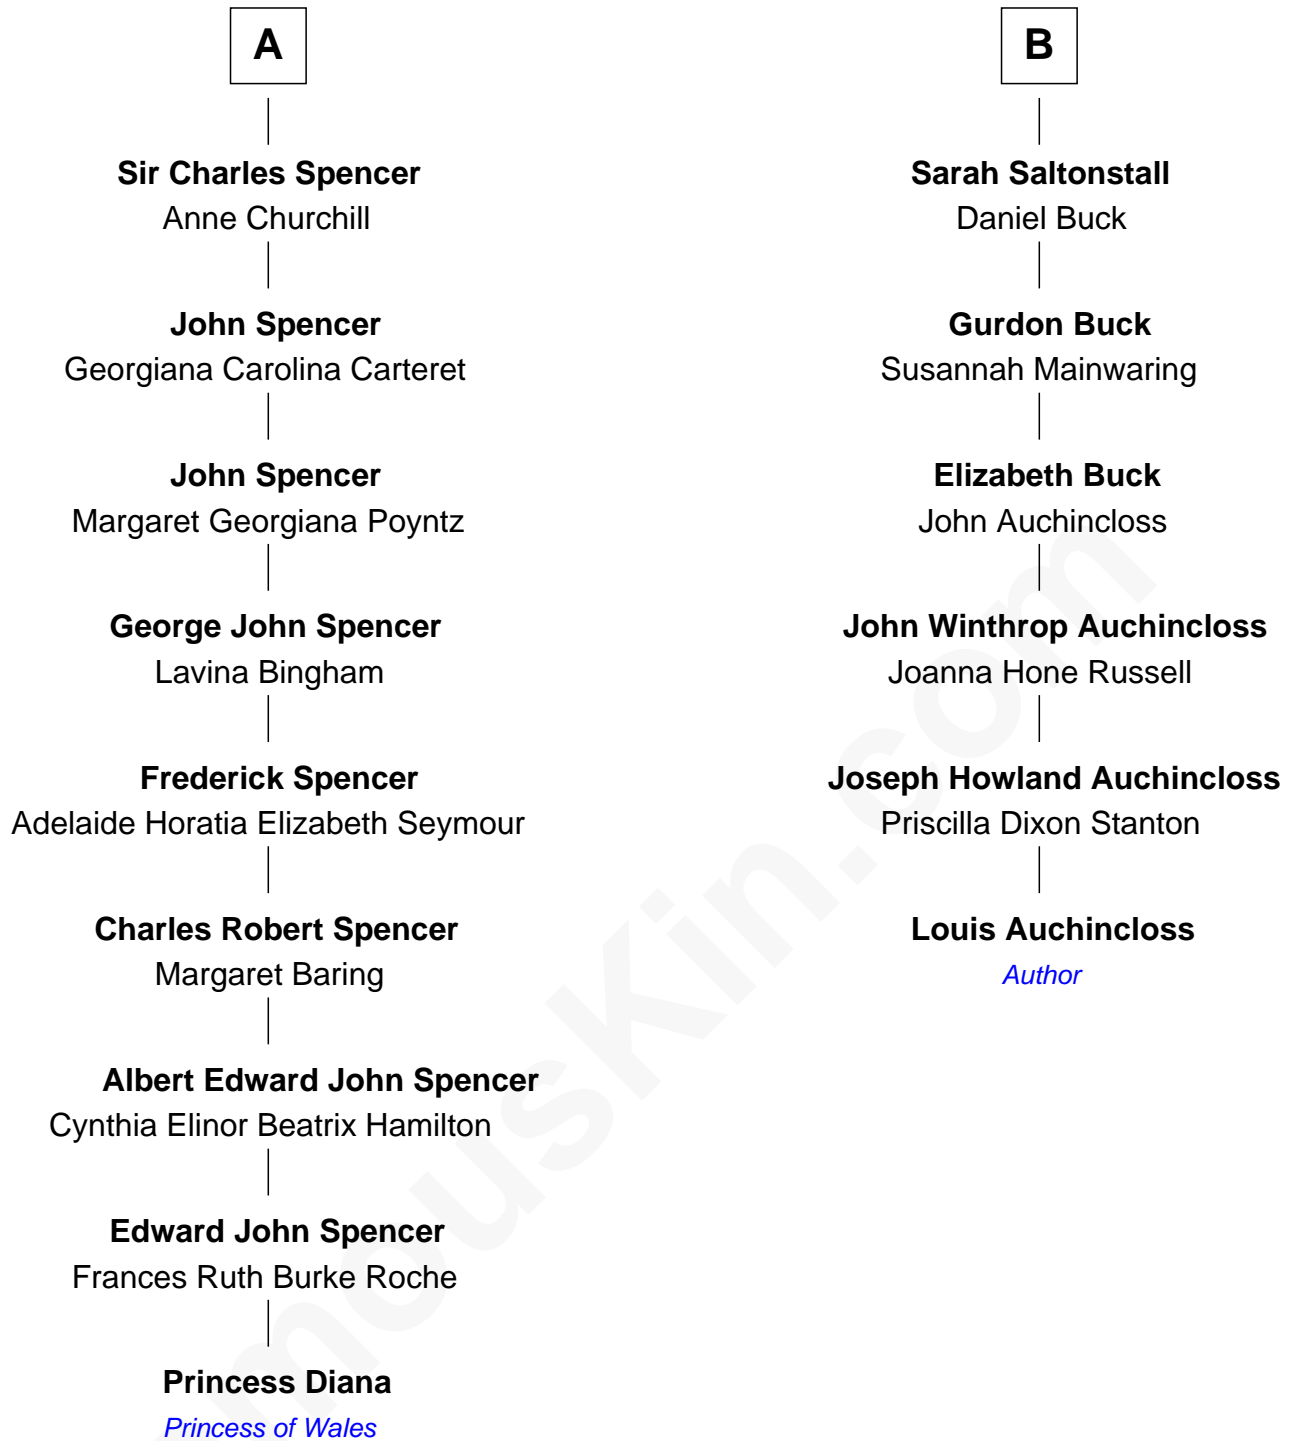 A
Sir Charles Spencer
Anne Churchill
John Spencer
Georgiana Carolina Carteret
John Spencer
Margaret Georgiana Poyntz
George John Spencer
Lavina Bingham
Frederick Spencer
Adelaide Horatia Elizabeth Seymour
Charles Robert Spencer
Margaret Baring
Albert Edward John Spencer
Cynthia Elinor Beatrix Hamilton
Edward John Spencer
Frances Ruth Burke Roche
Princess Diana
Princess of Wales
B
Sarah Saltonstall
Daniel Buck
Gurdon Buck
Susannah Mainwaring
Elizabeth Buck
John Auchincloss
John Winthrop Auchincloss
Joanna Hone Russell
Joseph Howland Auchincloss
Priscilla Dixon Stanton
Louis Auchincloss
Author
mouskin.com